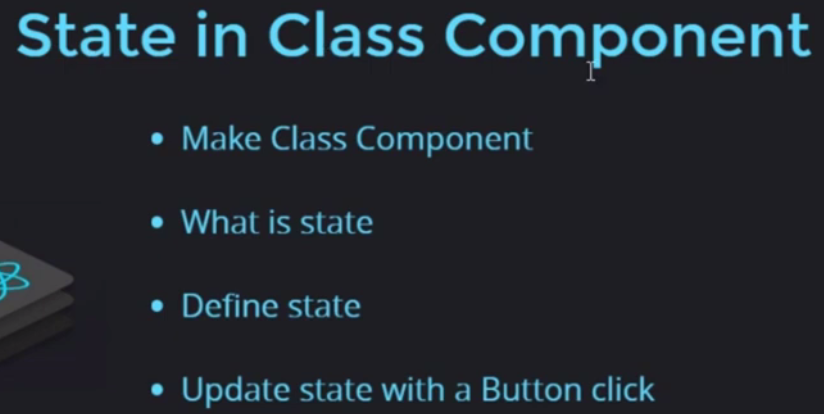 State in Class Component
• Make Class Component
• What is state
• Define state
• Update state with a Button click